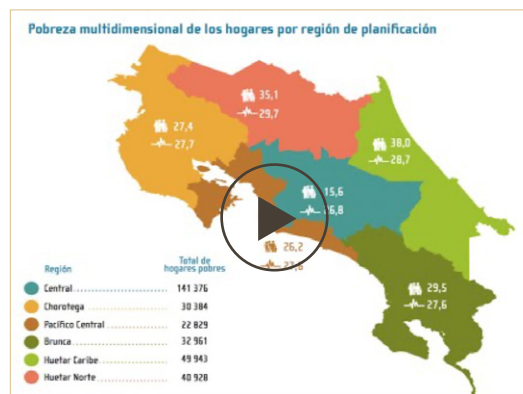 Pobreza multidimensional de los hogares por región de planificación
35,1
29,7
27,4
27,7
38,0
28,7
15,6
26,8
26,2
29,5
27,6
Región
Total de
hogares pobres
Central 141 376
Chorotega 30 384
Pacífico Central 22 829
Brunca 32 961
Huetar Caribe 49 943
Huetar Norte 40 928